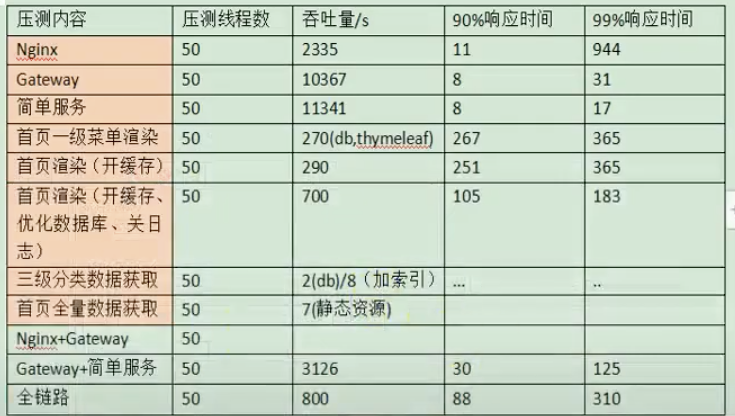 压测内容 压测线程数 吞吐量/s 90%响应时间 99%响应时间
Nginx 50 2335 11 944
Gateway 50 10367 8 31
简单服务 50 11341 8 17
首页一级菜单渲染 50 270(db,thymeleaf) 267 365
首页渲染（开缓存） 50 290 251 365
首页渲染（开缓存、 50 700 105 183
优化数据库、关日
志）
三级分类数据获取 50 2(db)/8（加索引） ... ..
首页全量数据获取 50 7(静态资源)
Nginx+Gateway 50
Gateway+简单服务 50 3126 30 125
全链路 50 800 88 310